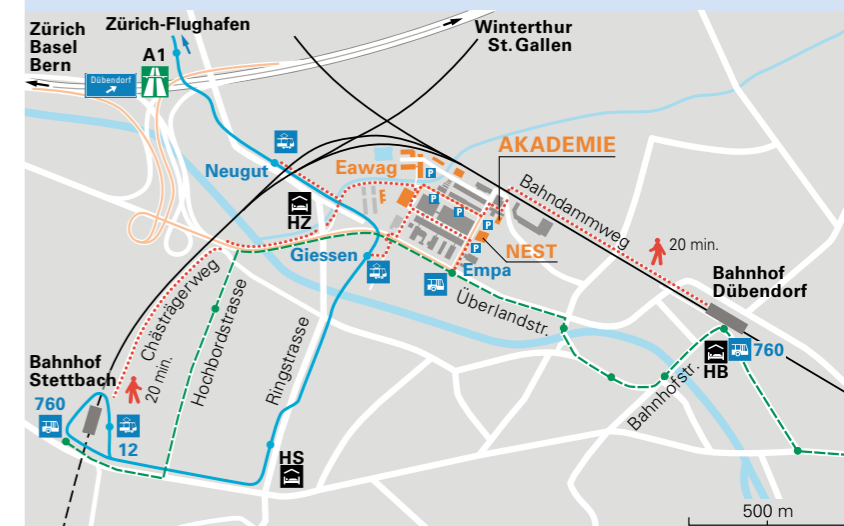 Zürich
Basel
Bern
Zürich-Flughafen
A1
Dübendorf
Winterthur
St. Gallen
AKADEMIE
Neugut
Eawag
P
P
P
P
P
P
HZ
Bahndammweg
20 min.
NEST
Giessen
Empa
Bahnhof
Dübendorf
Chästrägerweg
20 min.
Hochbordstrasse
Ringstrasse
Überlandstr.
Bahnhof
Stettbach
760
12
HS
HB
760
Bahnhofstr.
500 m